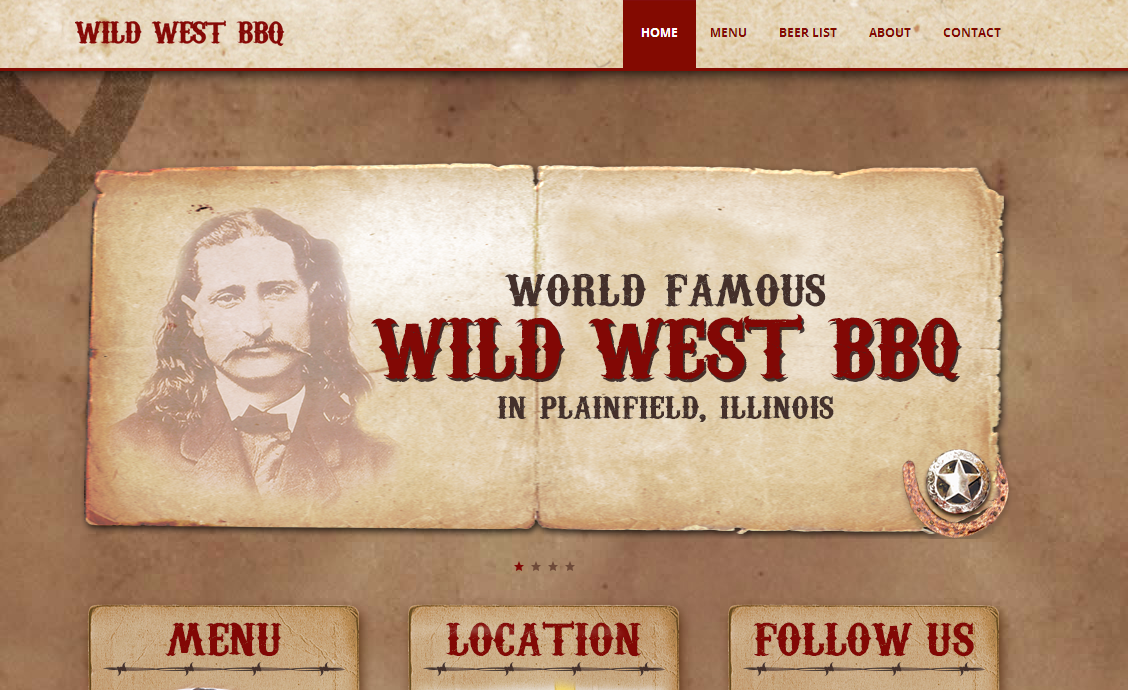 WILD WEST BBQ
HOME MENU BEER LIST ABOUT CONTACT
WORLD FAMOUS
WILD WEST BBQ
IN PLAINFIELD, ILLINOIS
MENU LOCATION FOLLOW US